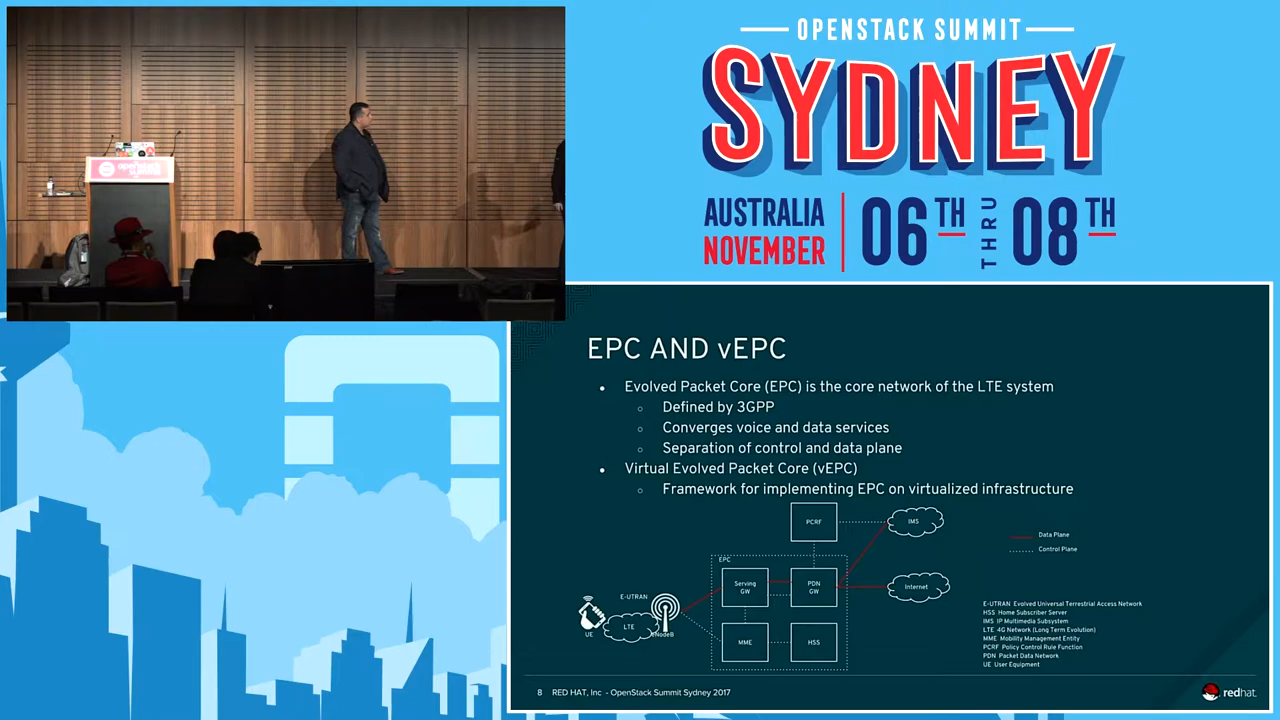 OPENSTACK SUMMIT
SYDNEY
AUSTRALIA
NOVEMBER
06TH
THRU
08TH
EPC AND vEPC
• Evolved Packet Core (EPC) is the core network of the LTE system
○ Defined by 3GPP
○ Converges voice and data services
○ Separation of control and data plane
• Virtual Evolved Packet Core (vEPC)
○ Framework for implementing EPC on virtualized infrastructure
PCRF
IMS
Data Plane
Control Plane
EPC
Serving
GW
PDN
GW
Internet
E-UTRAN
UE
LTE
eNodeB
MME
HSS
E-UTRAN Evolved Universal Terrestrial Access Network
HSS Home Subscriber Server
IMS IP Multimedia Subsystem
LTE 4G Network (Long Term Evolution)
MME Mobility Management Entity
PCRF Policy Control Rule Function
PDN Packet Data Network
UE User Equipment
8 RED HAT, Inc - OpenStack Summit Sydney 2017
redhat.